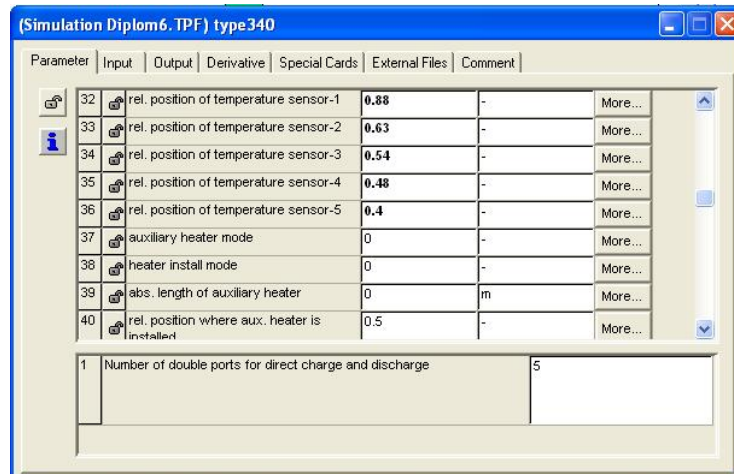 (Simulation Diplom6.TPF) type340
Parameter Input Output Derivative Special Cards External Files Comment
32 rel. position of temperature sensor-1 0.88 - More...
33 rel. position of temperature sensor-2 0.63 - More...
34 rel. position of temperature sensor-3 0.54 - More...
35 rel. position of temperature sensor-4 0.48 - More...
36 rel. position of temperature sensor-5 0.4 - More...
37 auxiliary heater mode 0 - More...
38 heater install mode 0 - More...
39 abs. length of auxiliary heater 0 m More...
40 rel. position where aux. heater is 0.5 - More...
installed
1 Number of double ports for direct charge and discharge 5